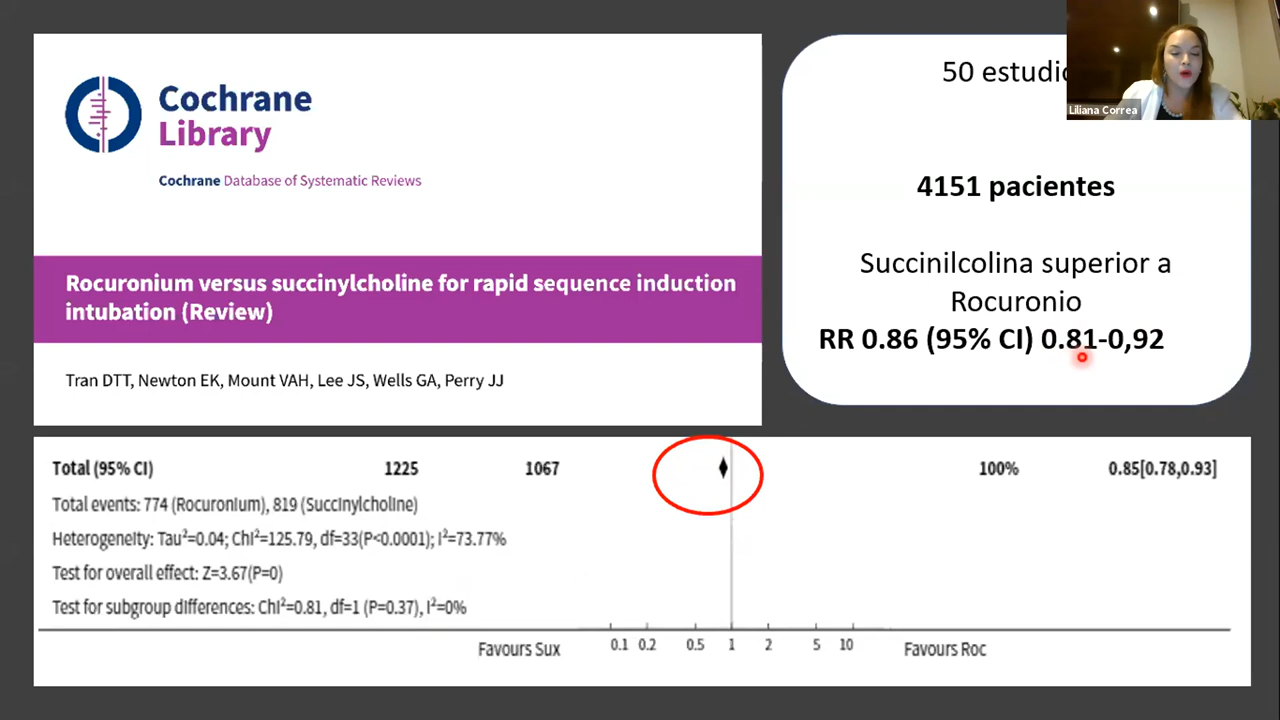 Cochrane
Library
Cochrane Database of Systematic Reviews
Rocuronium versus succinylcholine for rapid sequence induction
intubation (Review)
Tran DTT, Newton EK, Mount VAH, Lee JS, Wells GA, Perry JJ
50
4151 pacientes
Succinilcolina superior a
Rocuronio
RR 0.86 (95% CI) 0.81-0,92
Liliana Correa
Total (95% CI) 1225 1067 100% 0.85[0.78,0.93]
Total events: 774 (Rocuronium), 819 (Succinylcholine)
Heterogeneity: Tau²=0.04; Chi²=125.79, df=33(P<0.0001); I²=73.77%
Test for overall effect: Z=3.67(P=0)
Test for subgroup differences: Chi²=0.81, df=1 (P=0.37), I²=0%
Favours Sux 0.1 0.2 0.5 1 2 5 10 Favours Roc